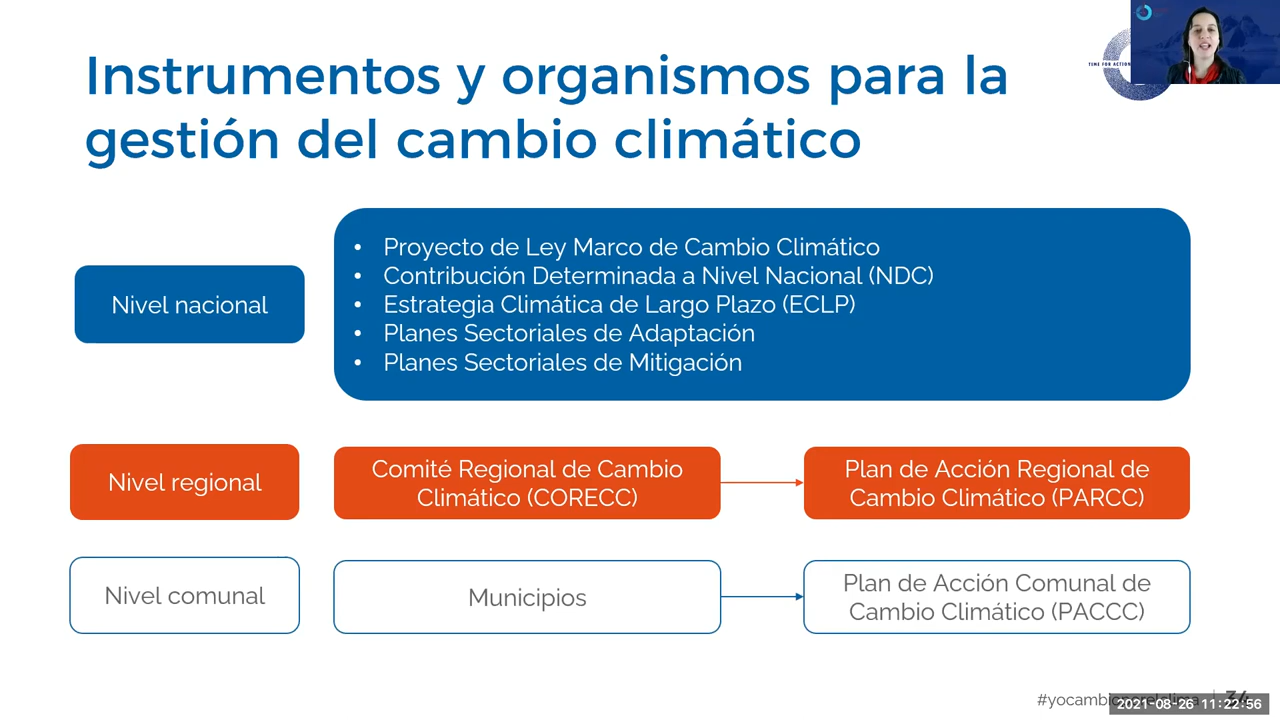 Instrumentos y organismos para la
gestión del cambio climático
TIME FOR ACTION
Nivel nacional
• Proyecto de Ley Marco de Cambio Climático
• Contribución Determinada a Nivel Nacional (NDC)
• Estrategia Climática de Largo Plazo (ECLP)
• Planes Sectoriales de Adaptación
• Planes Sectoriales de Mitigación
Nivel regional
Comité Regional de Cambio
Climático (CORECC)
Plan de Acción Regional de
Cambio Climático (PARCC)
Nivel comunal
Municipios
Plan de Acción Comunal de
Cambio Climático (PACCC)
#yocambioporelclima | 34
2021-08-26 11:22:56